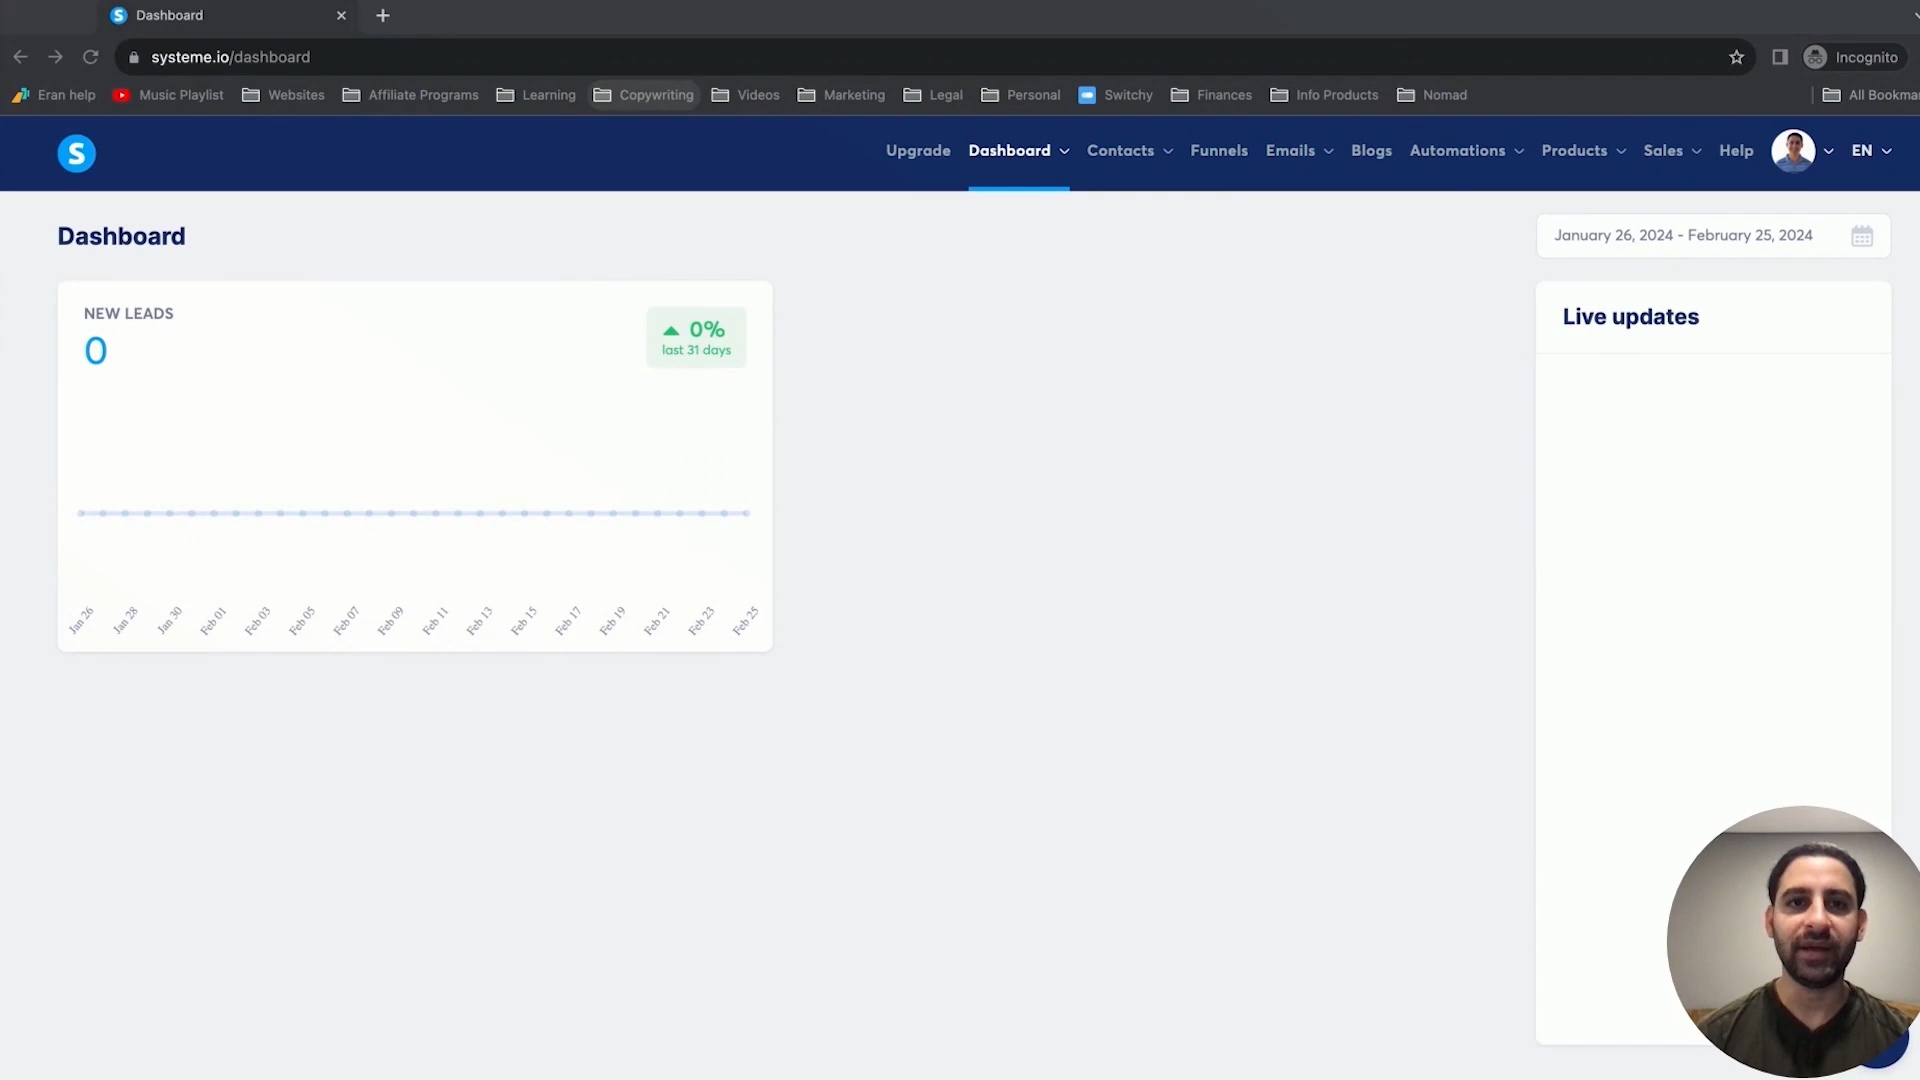 Dashboard
systeme.io/dashboard
Incognito
Eran help Music Playlist Websites Affiliate Programs Learning Copywriting Videos Marketing Legal Personal Switchy Finances Info Products Nomad All Bookmar
S Upgrade Dashboard Contacts Funnels Emails Blogs Automations Products Sales Help EN
Dashboard
January 26, 2024 - February 25, 2024
NEW LEADS
0
0%
last 31 days
Live updates
Jan 26 Jan 28 Jan 30 Feb 01 Feb 03 Feb 05 Feb 07 Feb 09 Feb 11 Feb 13 Feb 15 Feb 17 Feb 19 Feb 21 Feb 23 Feb 25